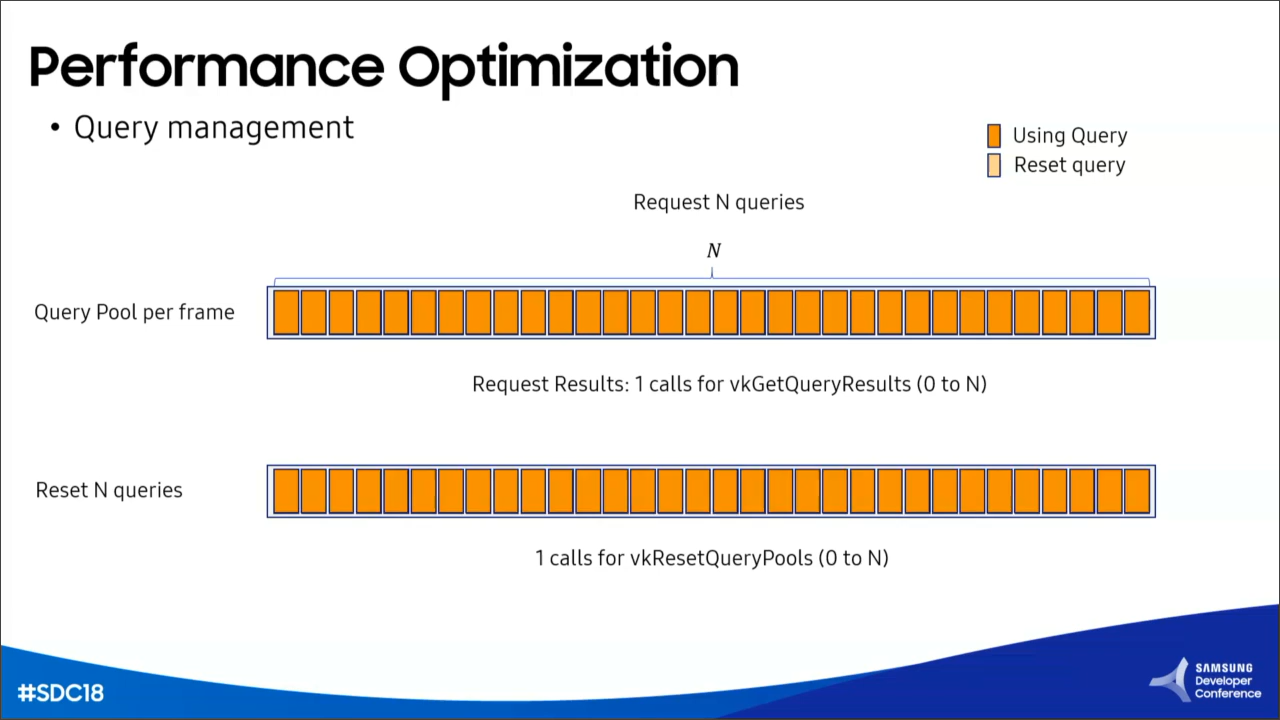 Performance Optimization
• Query management
Using Query
Reset query
Request N queries
N
Query Pool per frame
Request Results: 1 calls for vkGetQueryResults (0 to N)
Reset N queries
1 calls for vkResetQueryPools (0 to N)
#SDC18
SAMSUNG
Developer
Conference